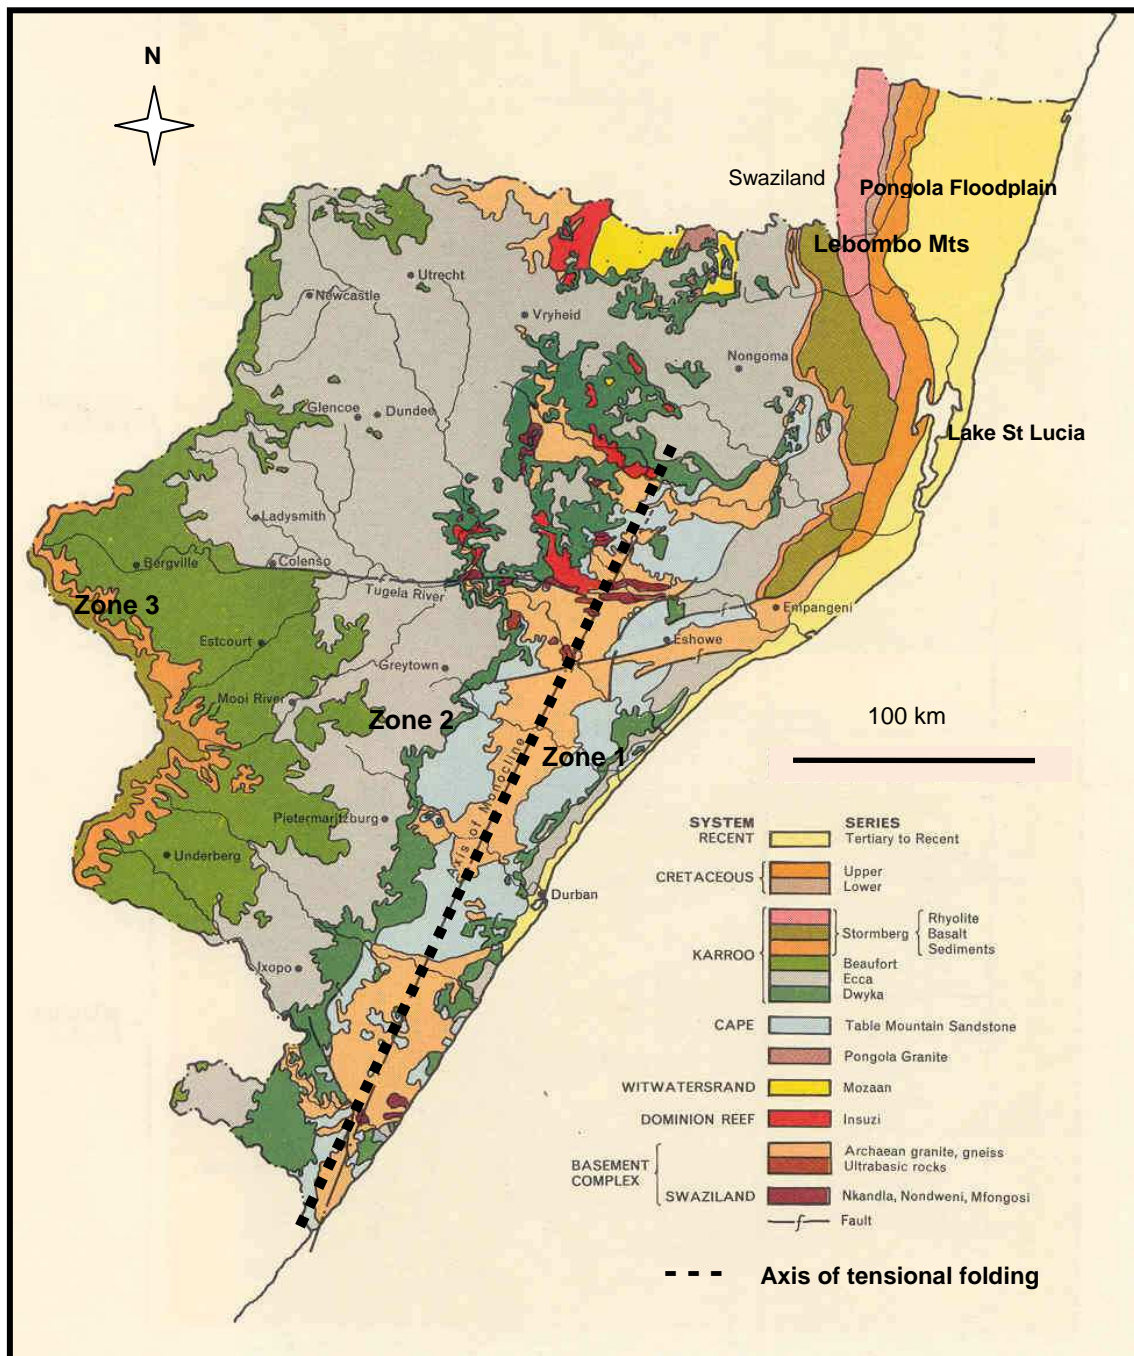 N
Swaziland
Pongola Floodplain
Lebombo Mts
Utrecht
Newcastle
Vryheid
Nongoma
Glencoe
Dundee
Lake St Lucia
Ladysmith
Bergville
Colenso
Tugela River
Zone 3
Empangeni
f
Estcourt
Eshowe
Greytown
f
Mooi River
Zone 2
100 km
Zone 1
Axis of Monocline
Pietermaritzburg
Underberg
Durban
Ixopo
SYSTEM SERIES
RECENT Tertiary to Recent
CRETACEOUS Upper
Lower
KARROO Stormberg Rhyolite
Basalt
Sediments
Beaufort
Ecca
Dwyka
CAPE Table Mountain Sandstone
Pongola Granite
WITWATERSRAND Mozaan
DOMINION REEF Insuzi
BASEMENT COMPLEX Archaean granite, gneiss
Ultrabasic rocks
SWAZILAND Nkandla, Nondweni, Mfongosi
f Fault
Axis of tensional folding